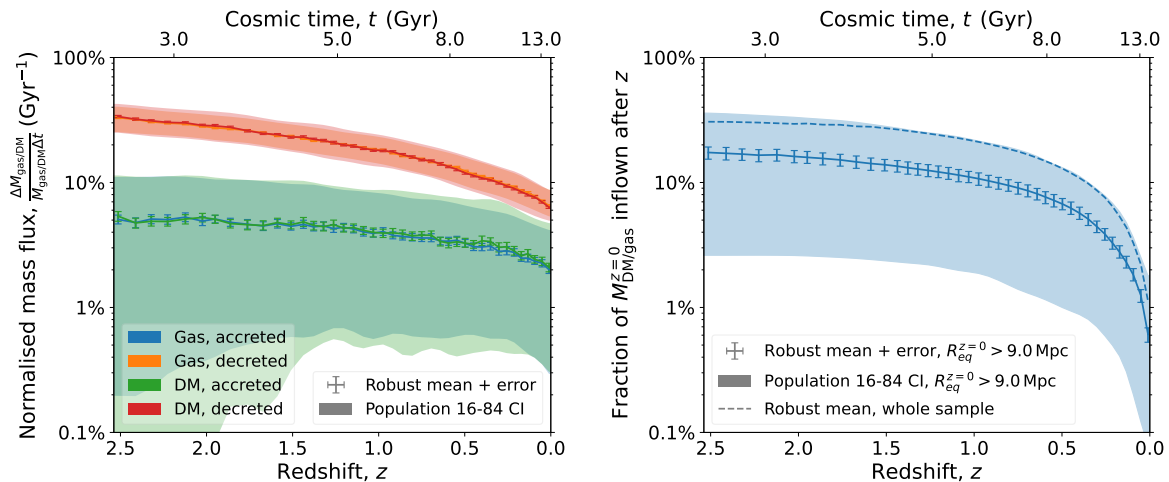 Cosmic time, t (Gyr)
3.0 5.0 8.0 13.0
100%
10%
1%
0.1%
Normalised mass flux, ΔM_gas/DM / M_gas/DM Δt (Gyr⁻¹)
Gas, accreted
Gas, decreted
DM, accreted
DM, decreted
Robust mean + error
Population 16-84 CI
2.5 2.0 1.5 1.0 0.5 0.0
Redshift, z
Cosmic time, t (Gyr)
3.0 5.0 8.0 13.0
100%
10%
1%
0.1%
Fraction of M^{z=0}_{DM/gas} inflown after z
Robust mean + error, R^{z=0}_{eq} > 9.0 Mpc
Population 16-84 CI, R^{z=0}_{eq} > 9.0 Mpc
Robust mean, whole sample
2.5 2.0 1.5 1.0 0.5 0.0
Redshift, z